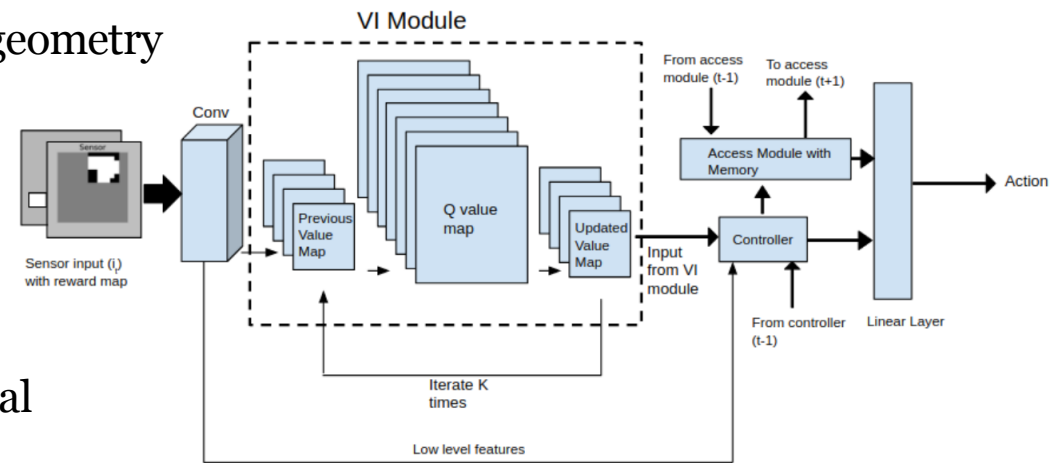 geometry
VI Module
Conv
Sensor
Sensor input (i_t)
with reward map
Previous
Value
Map
Q value
map
Updated
Value
Map
Iterate K
times
Low level features
Input
from VI
module
From access
module (t-1)
To access
module (t+1)
Access Module with
Memory
Controller
From controller
(t-1)
Linear Layer
Action
al